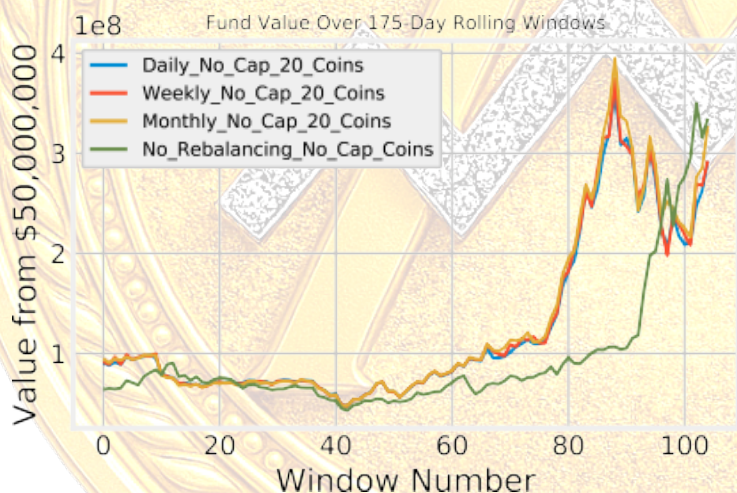 Fund Value Over 175-Day Rolling Windows
1e8
Value from $50,000,000
4
3
2
1
Daily_No_Cap_20_Coins
Weekly_No_Cap_20_Coins
Monthly_No_Cap_20_Coins
No_Rebalancing_No_Cap_Coins
0 20 40 60 80 100
Window Number